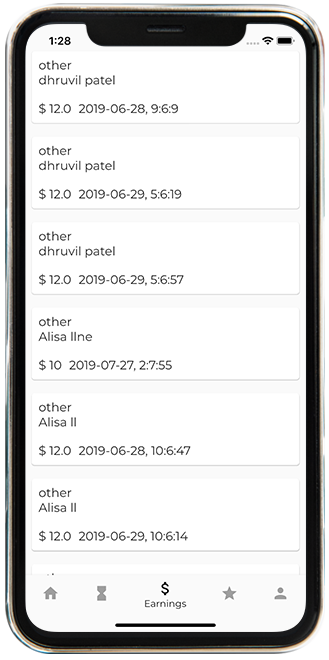 1:28
other
dhruvil patel
$ 12.0 2019-06-28, 9:6:9
other
dhruvil patel
$ 12.0 2019-06-29, 5:6:19
other
dhruvil patel
$ 12.0 2019-06-29, 5:6:57
other
Alisa llne
$ 10 2019-07-27, 2:7:55
other
Alisa ll
$ 12.0 2019-06-28, 10:6:47
other
Alisa ll
$ 12.0 2019-06-29, 10:6:14
$
Earnings